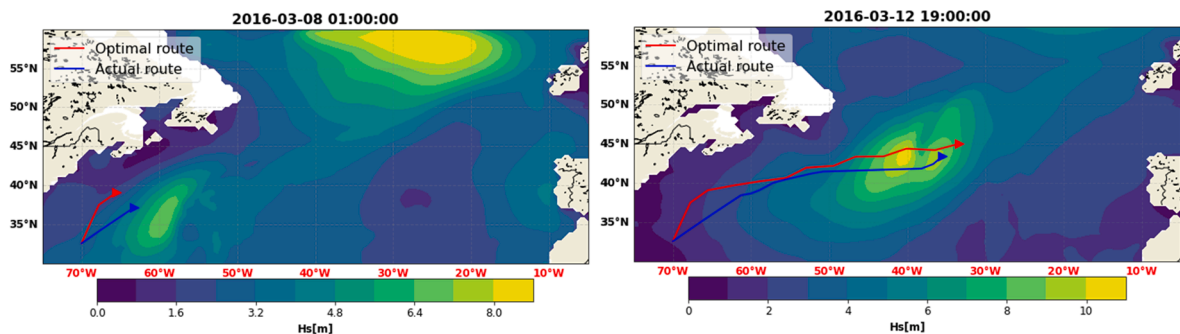 2016-03-08 01:00:00
Optimal route
Actual route
55°N
50°N
45°N
40°N
35°N
70°W 60°W 50°W 40°W 30°W 20°W 10°W
0.0 1.6 3.2 4.8 6.4 8.0
Hs[m]
2016-03-12 19:00:00
Optimal route
Actual route
55°N
50°N
45°N
40°N
35°N
70°W 60°W 50°W 40°W 30°W 20°W 10°W
0 2 4 6 8 10
Hs[m]